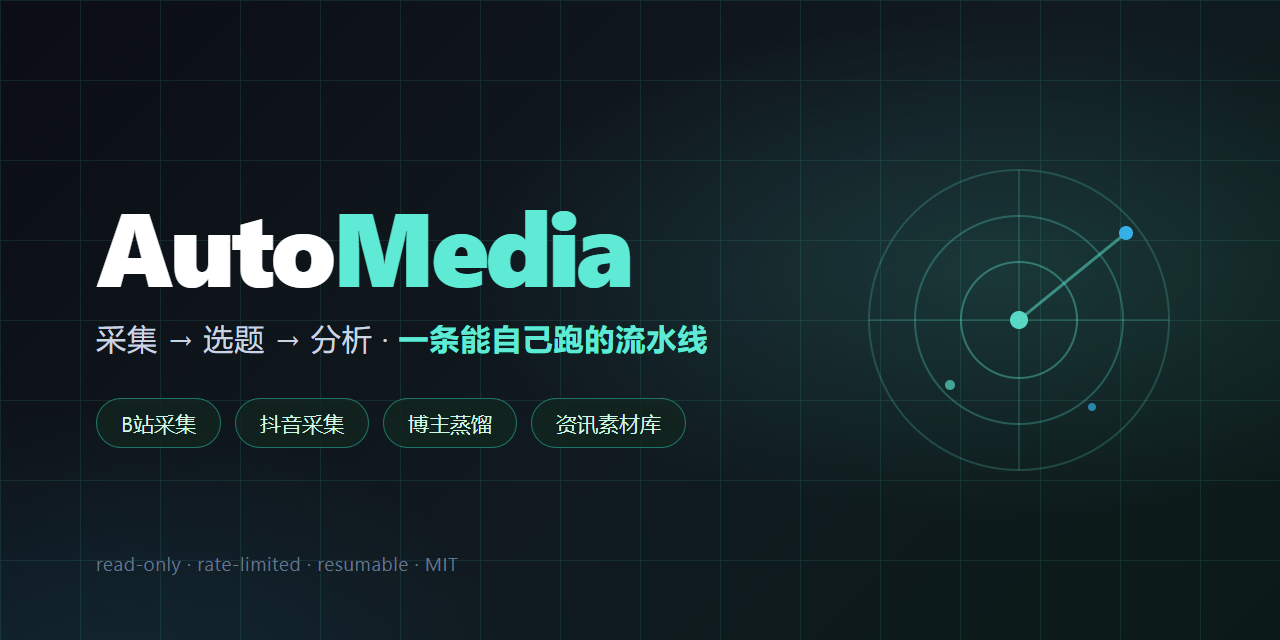 AutoMedia
采集 → 选题 → 分析 · 一条能自己跑的流水线
B站采集 抖音采集 博主蒸馏 资讯素材库
read-only · rate-limited · resumable · MIT